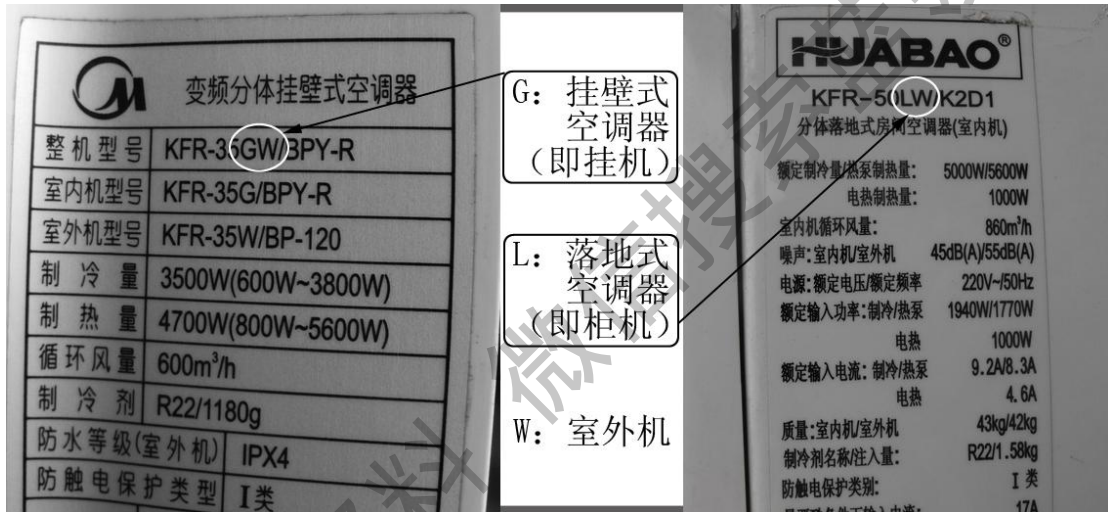 变频分体挂壁式空调器
整机型号 KFR-35GW/BPY-R
室内机型号 KFR-35G/BPY-R
室外机型号 KFR-35W/BP-120
制冷量 3500W(600W~3800W)
制热量 4700W(800W~5600W)
循环风量 600m³/h
制冷剂 R22/1180g
防水等级(室外机) IPX4
防触电保护类型 I类
G：挂壁式
空调器
（即挂机）
L：落地式
空调器
（即柜机）
W：室外机
HUABAO®
KFR-50LW/K2D1
分体落地式房间空调器(室内机)
额定制冷量/热泵制热量： 5000W/5600W
电热制热量： 1000W
室内机循环风量： 860m³/h
噪声：室内机/室外机 45dB(A)/55dB(A)
电源：额定电压/额定频率 220V~/50Hz
额定输入功率：制冷/热泵 1940W/1770W
电热 1000W
额定输入电流：制冷/热泵 9.2A/8.3A
电热 4.6A
质量：室内机/室外机 43kg/42kg
制冷剂名称/注入量： R22/1.58kg
防触电保护类别： I类
17A
微信搜索
资料